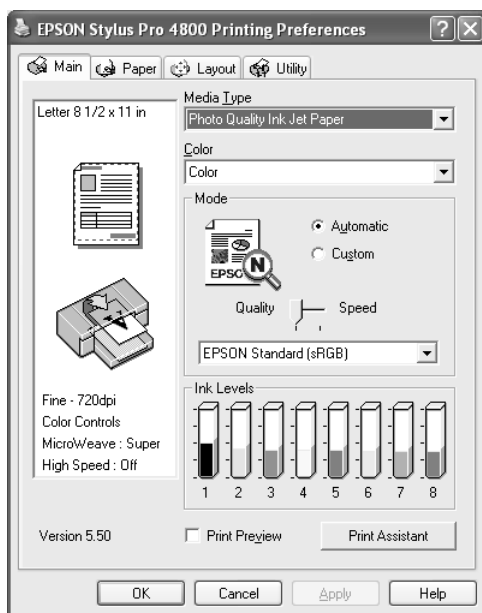 EPSON Stylus Pro 4800 Printing Preferences
Main Paper Layout Utility
Letter 8 1/2 x 11 in
Media Type
Photo Quality Ink Jet Paper
Color
Color
Mode
Automatic
Custom
EPSC
N
Quality Speed
EPSON Standard (sRGB)
Fine - 720dpi
Color Controls
MicroWeave : Super
High Speed : Off
Ink Levels
1 2 3 4 5 6 7 8
Version 5.50
Print Preview
Print Assistant
OK Cancel Apply Help